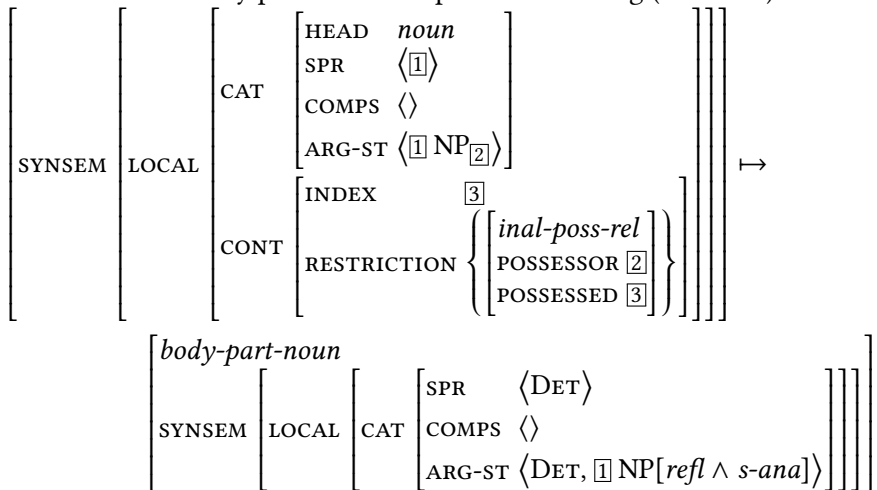 HEAD noun
SPR ⟨1⟩
CAT
COMPS ⟨⟩
ARG-ST ⟨1 NP2⟩
SYNSEM LOCAL ↦
INDEX 3
inal-poss-rel
CONT
RESTRICTION { POSSESSOR 2 }
POSSESSED 3
body-part-noun
SPR ⟨DET⟩
SYNSEM LOCAL CAT COMPS ⟨⟩
ARG-ST ⟨DET, 1 NP[refl ∧ s-ana]⟩